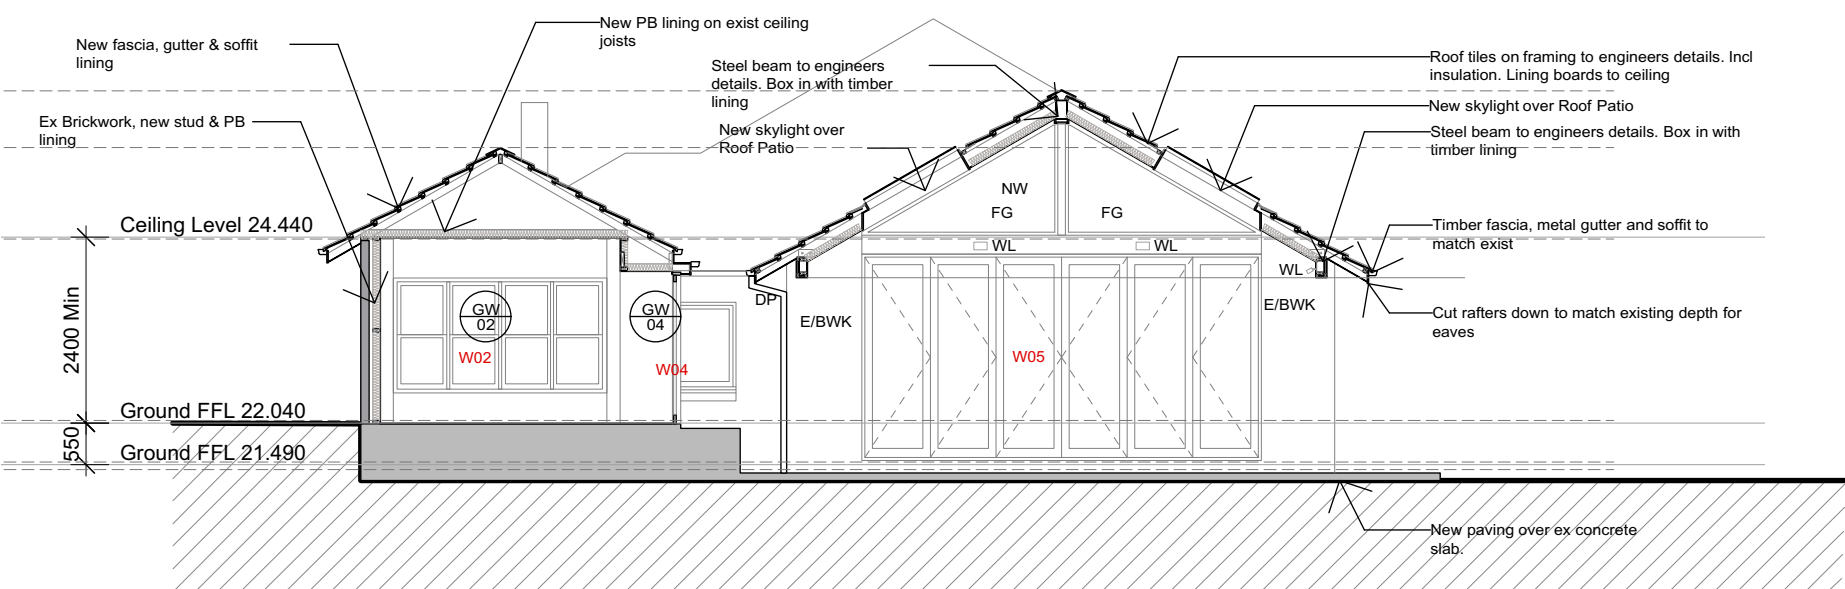 New PB lining on exist ceiling
joists
New fascia, gutter & soffit
lining
Steel beam to engineers
details. Box in with timber
lining
Roof tiles on framing to engineers details. Incl
insulation. Lining boards to ceiling
New skylight over Roof Patio
Ex Brickwork, new stud & PB
lining
New skylight over
Roof Patio
Steel beam to engineers details. Box in with
timber lining
NW
FG
FG
Ceiling Level 24.440
Timber fascia, metal gutter and soffit to
match exist
WL
WL
WL
DP
E/BWK
E/BWK
GW
02
GW
04
Cut rafters down to match existing depth for
eaves
2400 Min
W02
W04
W05
Ground FFL 22.040
550
Ground FFL 21.490
New paving over ex concrete
slab.